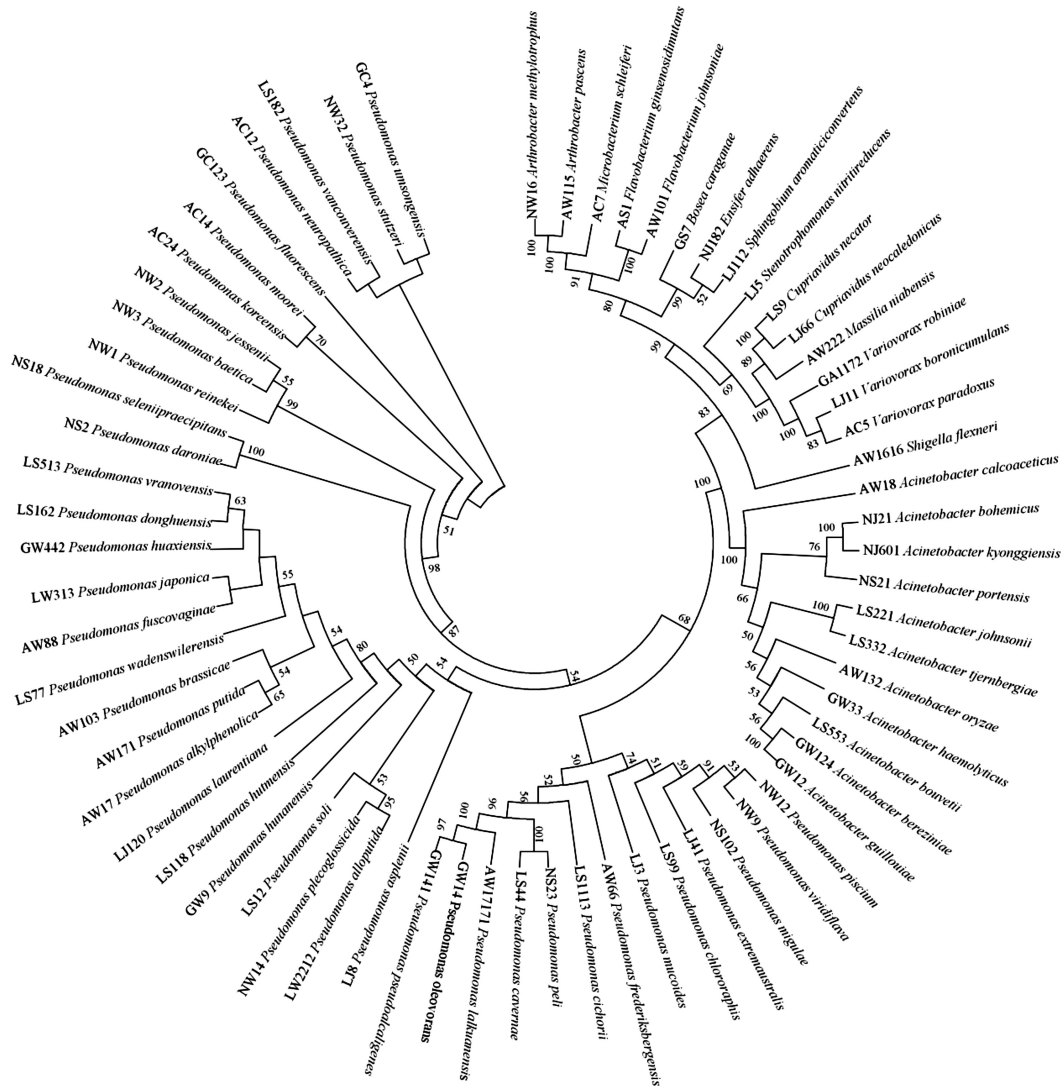 NW16 Arthrobacter methylotrophus
AW115 Arthrobacter pascens
AC7 Microbacterium schleiferi
AS1 Flavobacterium ginsenosidimutans
AW101 Flavobacterium johnsoniae
GS7 Bosea caraganae
NJ182 Ensifer adhaerens
LJ112 Sphingobium aromaticiconvertens
LJ5 Stenotrophomonas nitritireducens
LS9 Cupriavidus necator
LJ66 Cupriavidus neocaledonicus
AW222 Massilia niabensis
GA1172 Variovorax robiniae
LJ11 Variovorax boronicumulans
AC5 Variovorax paradoxus
AW1616 Shigella flexneri
AW18 Acinetobacter calcoaceticus
NJ21 Acinetobacter bohemicus
NJ601 Acinetobacter kyonggiensis
NS21 Acinetobacter portensis
LS221 Acinetobacter johnsonii
LS332 Acinetobacter tjernbergiae
AW132 Acinetobacter oryzae
GW33 Acinetobacter haemolyticus
LS553 Acinetobacter bonvetii
GW124 Acinetobacter bereziniae
GW12 Acinetobacter guillouiae
NW12 Pseudomonas piscium
NW9 Pseudomonas viridiflava
NS102 Pseudomonas migulae
LJ41 Pseudomonas extremaustralis
LS99 Pseudomonas chlororaphis
LJ3 Pseudomonas mucoides
AW66 Pseudomonas frederiksbergensis
LS1113 Pseudomonas cichorii
NS23 Pseudomonas peli
LS44 Pseudomonas cavernae
AW17171 Pseudomonas lalkuanensis
GW14 Pseudomonas oleovorans
GW141 Pseudomonas pseudoalcaligenes
LJ8 Pseudomonas asplenii
LW2212 Pseudomonas alloputida
NW14 Pseudomonas plecoglossicida
LS12 Pseudomonas soli
GW9 Pseudomonas hunanensis
LS118 Pseudomonas hutmensis
LJ120 Pseudomonas laurentiana
AW17 Pseudomonas alkylphenolica
AW171 Pseudomonas putida
AW103 Pseudomonas brassicae
LS77 Pseudomonas wadenswilerensis
AW88 Pseudomonas fuscovaginae
LW313 Pseudomonas japonica
GW442 Pseudomonas huaxiensis
LS162 Pseudomonas donghuensis
LS513 Pseudomonas vranovensis
NS2 Pseudomonas daroniae
NS18 Pseudomonas seleniipraecipitans
NW1 Pseudomonas reinekei
NW3 Pseudomonas baetica
NW2 Pseudomonas jessenii
AC24 Pseudomonas koreensis
AC14 Pseudomonas moorei
GC123 Pseudomonas fluorescens
AC12 Pseudomonas neuropathica
LS182 Pseudomonas vanconverensis
NW32 Pseudomonas stutzeri
GC4 Pseudomonas umsongensis
100
100
91
100
80
99
52
99
69
100
89
100
100
83
83
100
100
100
76
66
100
50
56
53
56
100
68
53
91
59
51
74
50
52
56
100
96
100
97
54
54
50
80
54
53
95
55
63
54
65
87
98
100
99
55
51
70